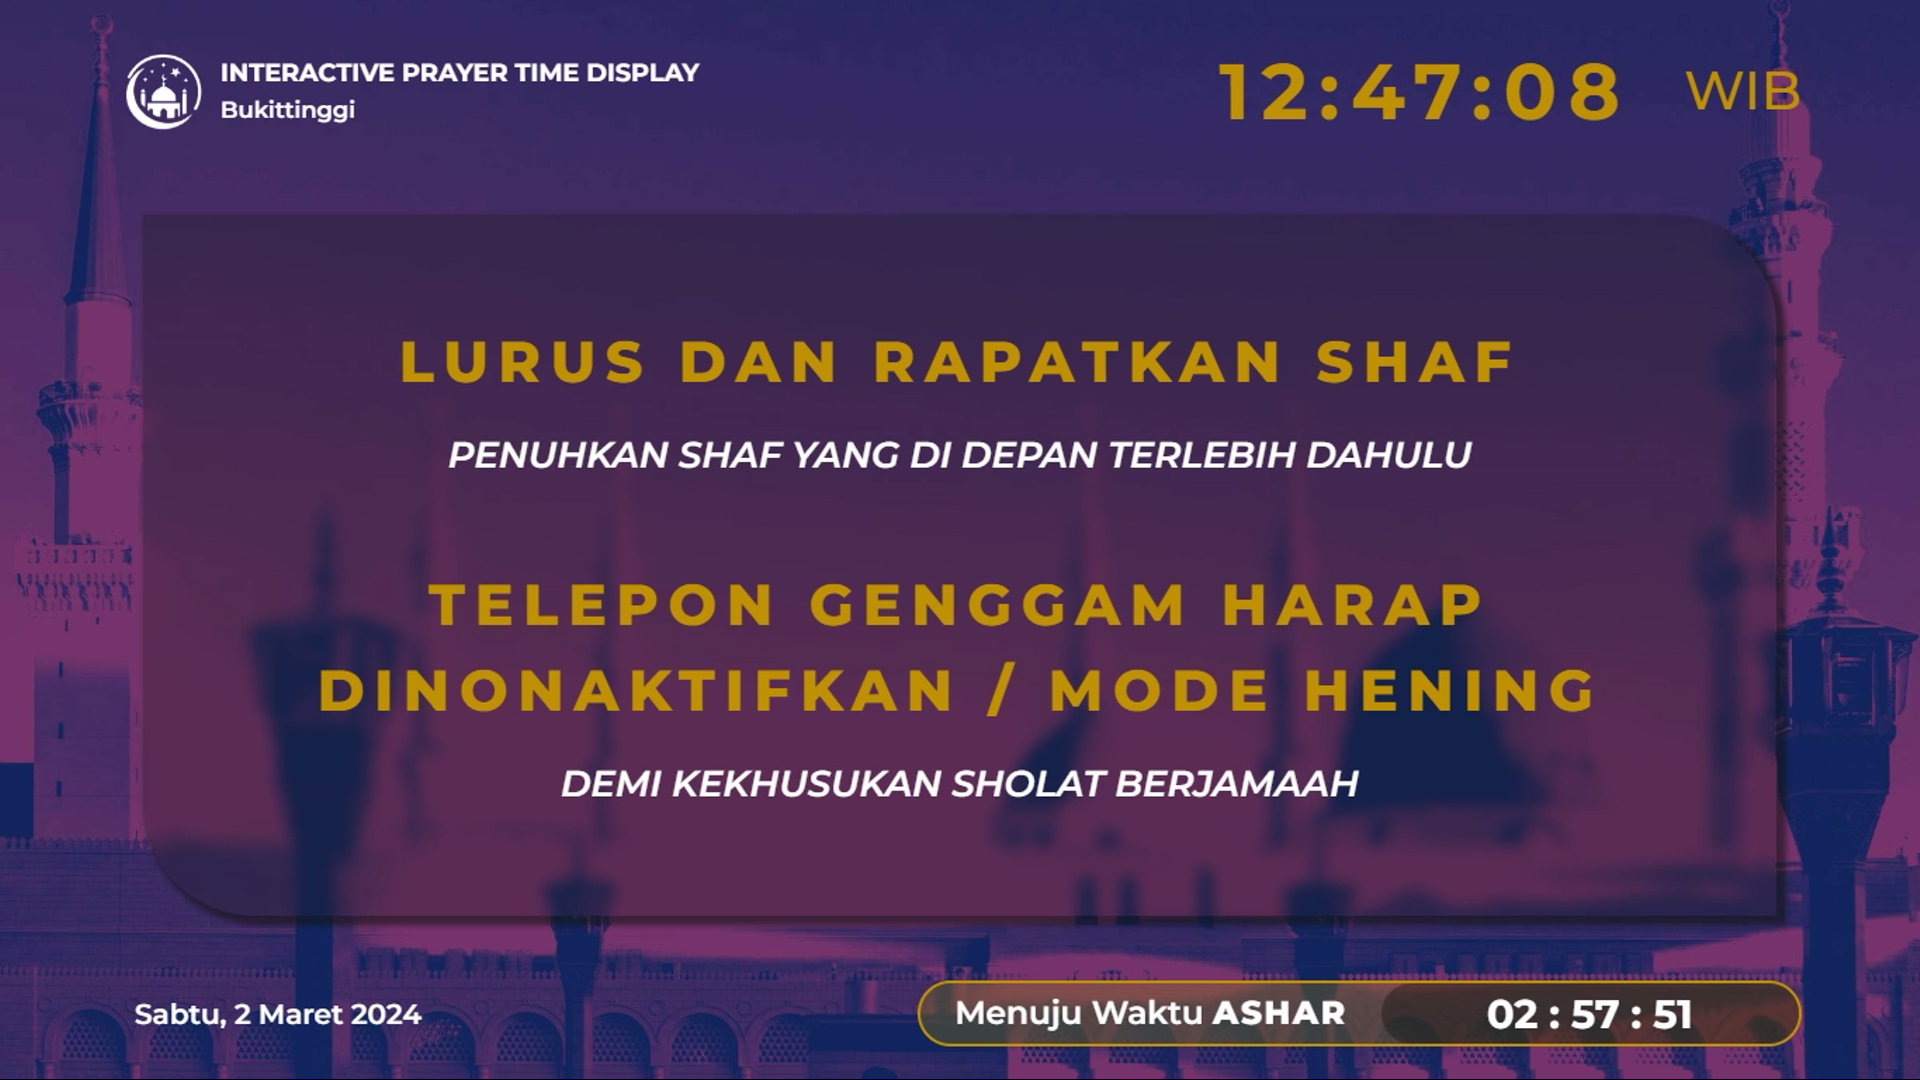 INTERACTIVE PRAYER TIME DISPLAY
Bukittinggi
12:47:08 WIB
LURUS DAN RAPATKAN SHAF
PENUHKAN SHAF YANG DI DEPAN TERLEBIH DAHULU
TELEPON GENGGAM HARAP
DINONAKTIFKAN / MODE HENING
DEMI KEKHUSUKAN SHOLAT BERJAMAAH
Sabtu, 2 Maret 2024
Menuju Waktu ASHAR 02 : 57 : 51